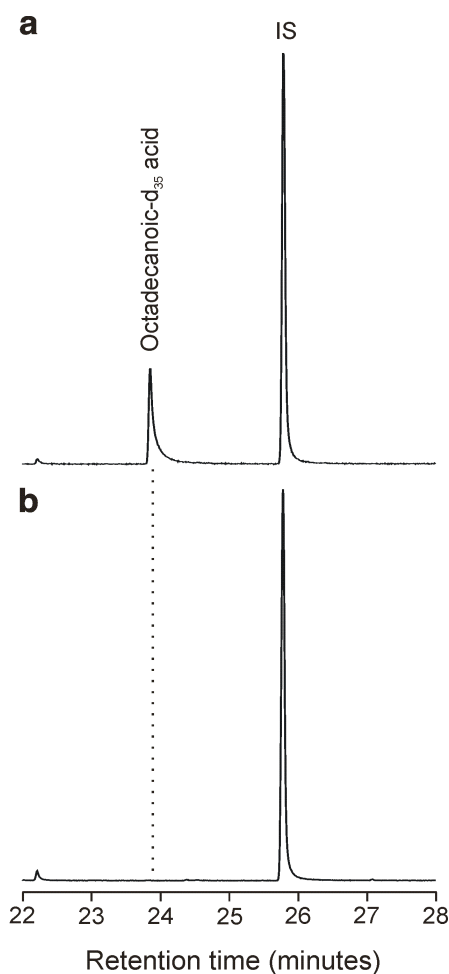 a
IS
Octadecanoic-d₃₅ acid
b
22 23 24 25 26 27 28
Retention time (minutes)